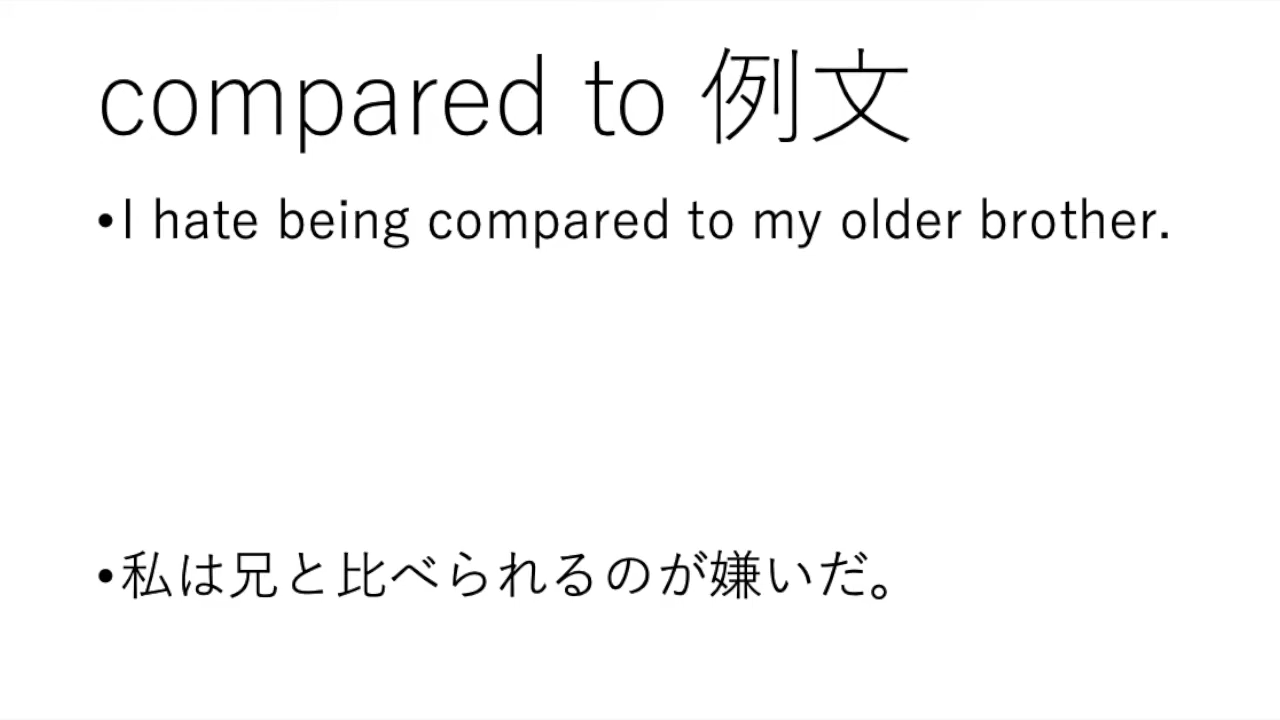 compared to 例文
•I hate being compared to my older brother.
•私は兄と比べられるのが嫌いだ。